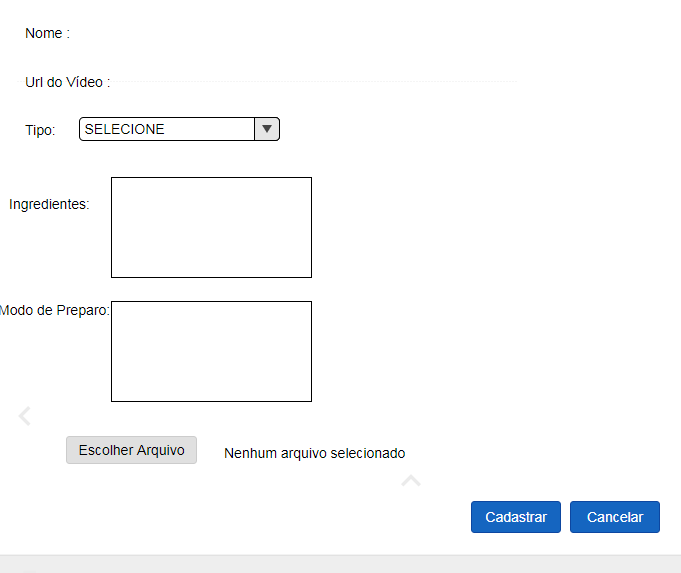 Nome :
Url do Vídeo :
Tipo: SELECIONE
Ingredientes:
Modo de Preparo:
Escolher Arquivo Nenhum arquivo selecionado
Cadastrar Cancelar